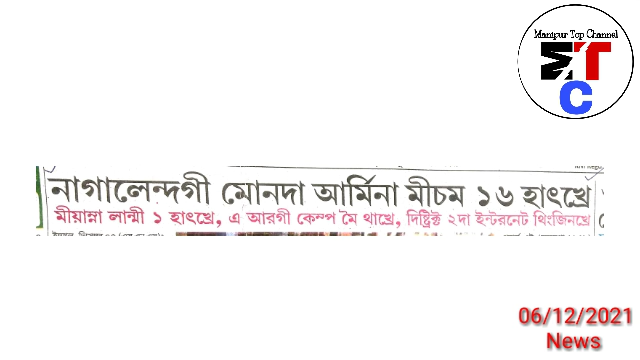 Manipur Top Channel
MTC
নাগালেন্দগী মোনদা আর্মিনা মীচম ১৬ হাৎখ্রে
মীয়াম্না লান্মী ১ হাৎখ্রে, এ আরগী কেম্প মৈ থাখ্রে, দিষ্ট্রিক্ট ২দা ইন্টরনেট থিংজিনখ্রে
06/12/2021
News